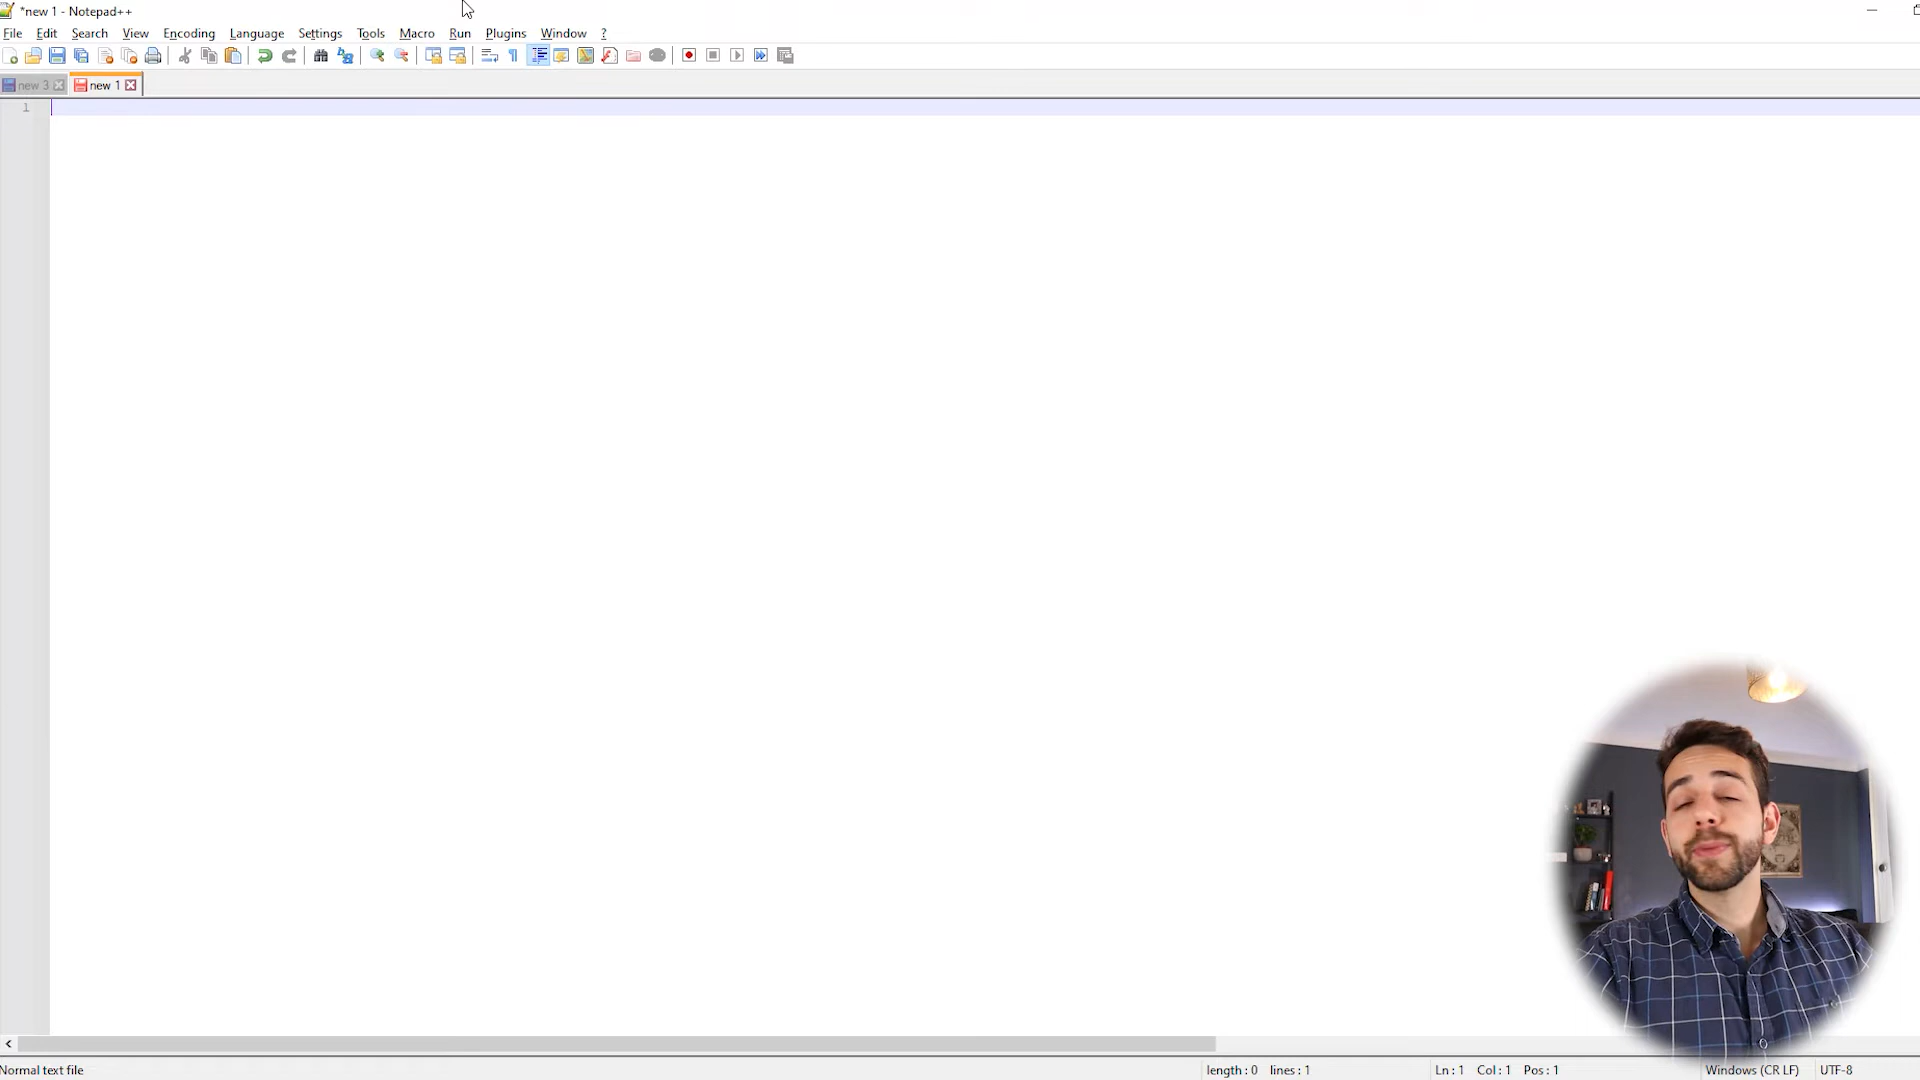 *new 1 - Notepad++
File Edit Search View Encoding Language Settings Tools Macro Run Plugins Window ?
new 3 new 1
1
Normal text file length : 0 lines : 1 Ln : 1 Col : 1 Pos : 1 Windows (CR LF) UTF-8